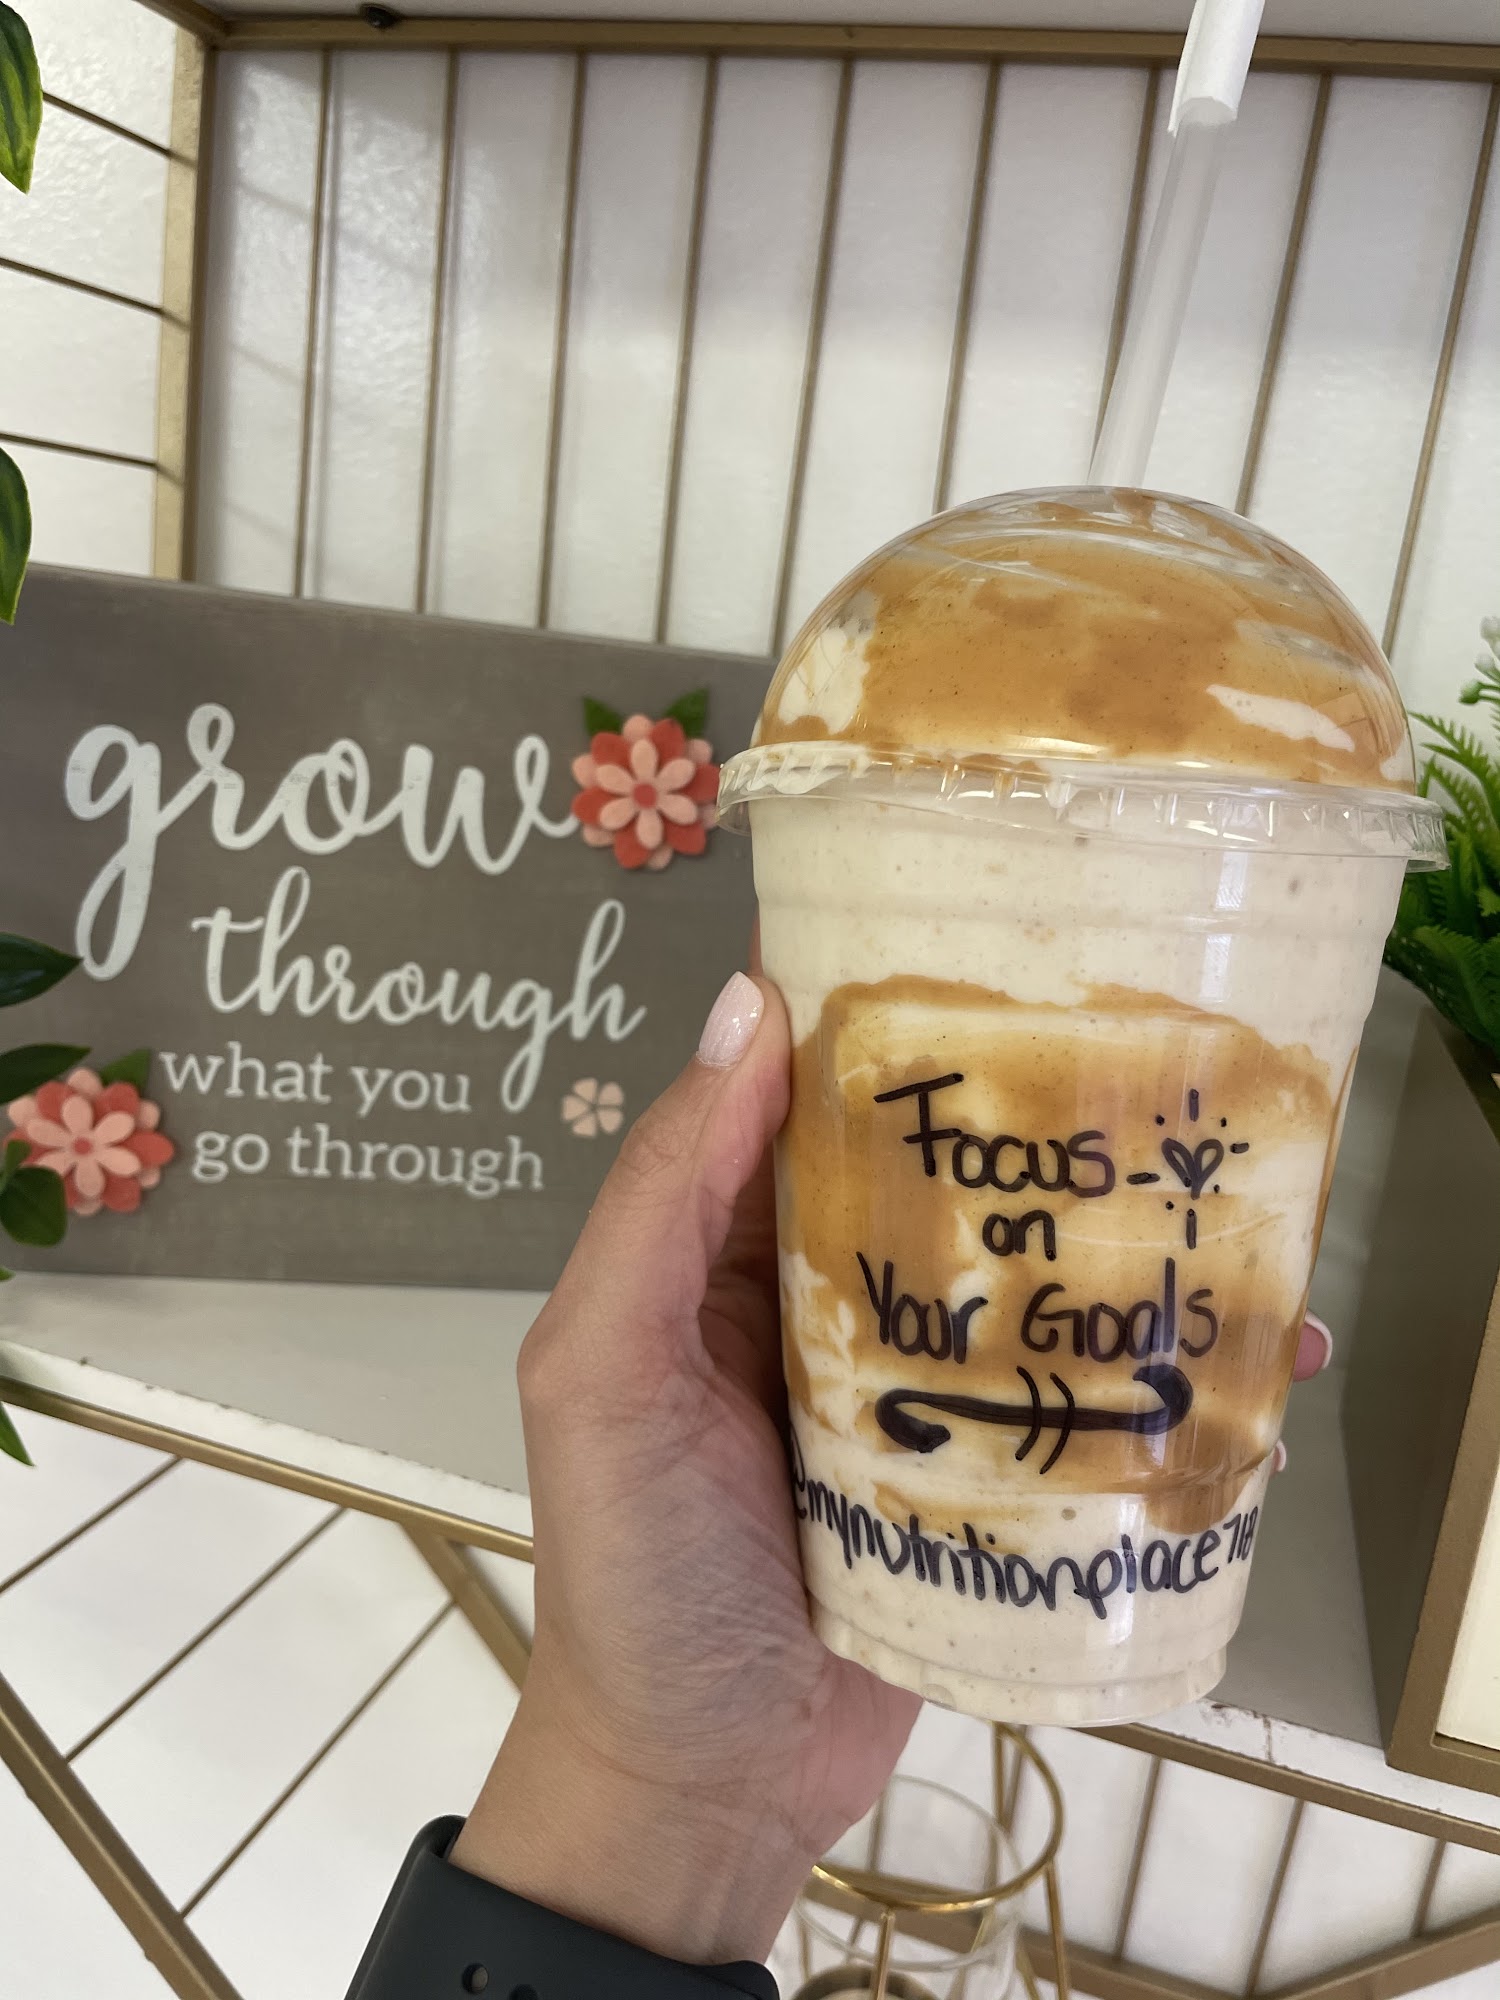 grow
through
what you
go through
Focus
on
Your Goals
@mynutritionplace718